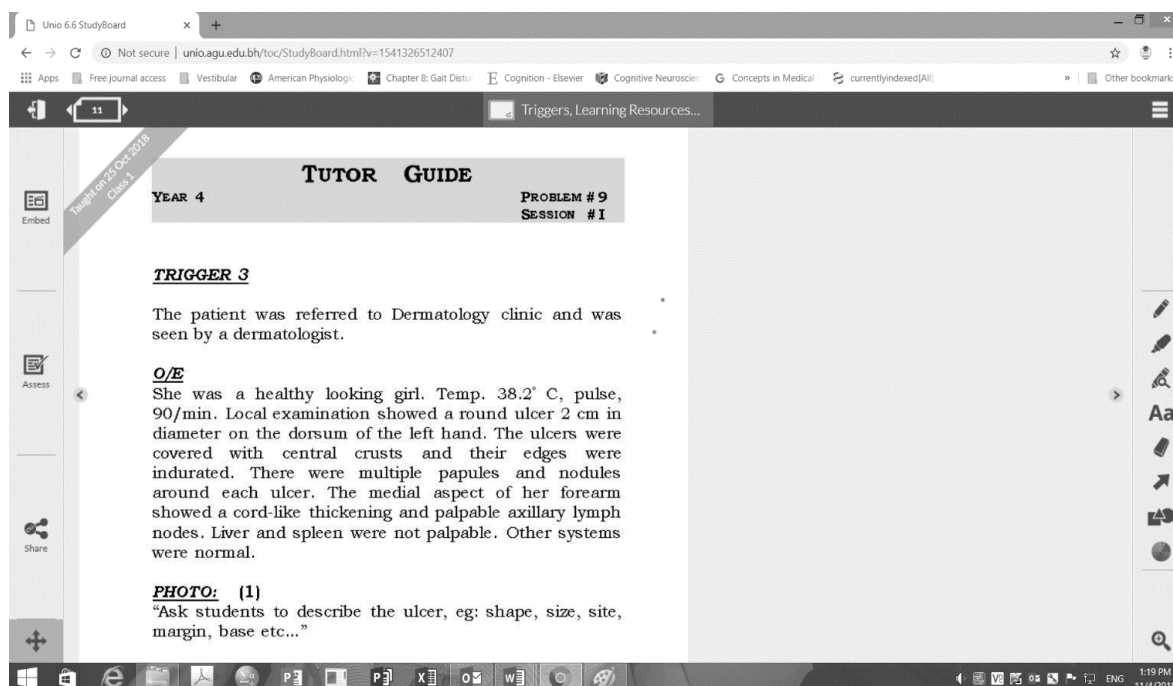 Unio 6.6 StudyBoard
Not secure | unio.agu.edu.bh/toc/StudyBoard.html?v=1541326512407
Apps Free journal access Vestibular American Physiologic Chapter 8: Gait Distu Cognition - Elsevier Cognitive Neuroscie Concepts in Medical currentlyindexed[All] » Other bookmarks
11 Triggers, Learning Resources...
Taught on 25 Oct 2018
Class 1
TUTOR GUIDE
YEAR 4 PROBLEM # 9
SESSION # I
Embed
TRIGGER 3
The patient was referred to Dermatology clinic and was
seen by a dermatologist.
O/E
She was a healthy looking girl. Temp. 38.2° C, pulse,
90/min. Local examination showed a round ulcer 2 cm in
diameter on the dorsum of the left hand. The ulcers were
covered with central crusts and their edges were
indurated. There were multiple papules and nodules
around each ulcer. The medial aspect of her forearm
showed a cord-like thickening and palpable axillary lymph
nodes. Liver and spleen were not palpable. Other systems
were normal.
Assess
Aa
Share
PHOTO: (1)
"Ask students to describe the ulcer, eg: shape, size, site,
margin, base etc..."
ENG 1:19 PM